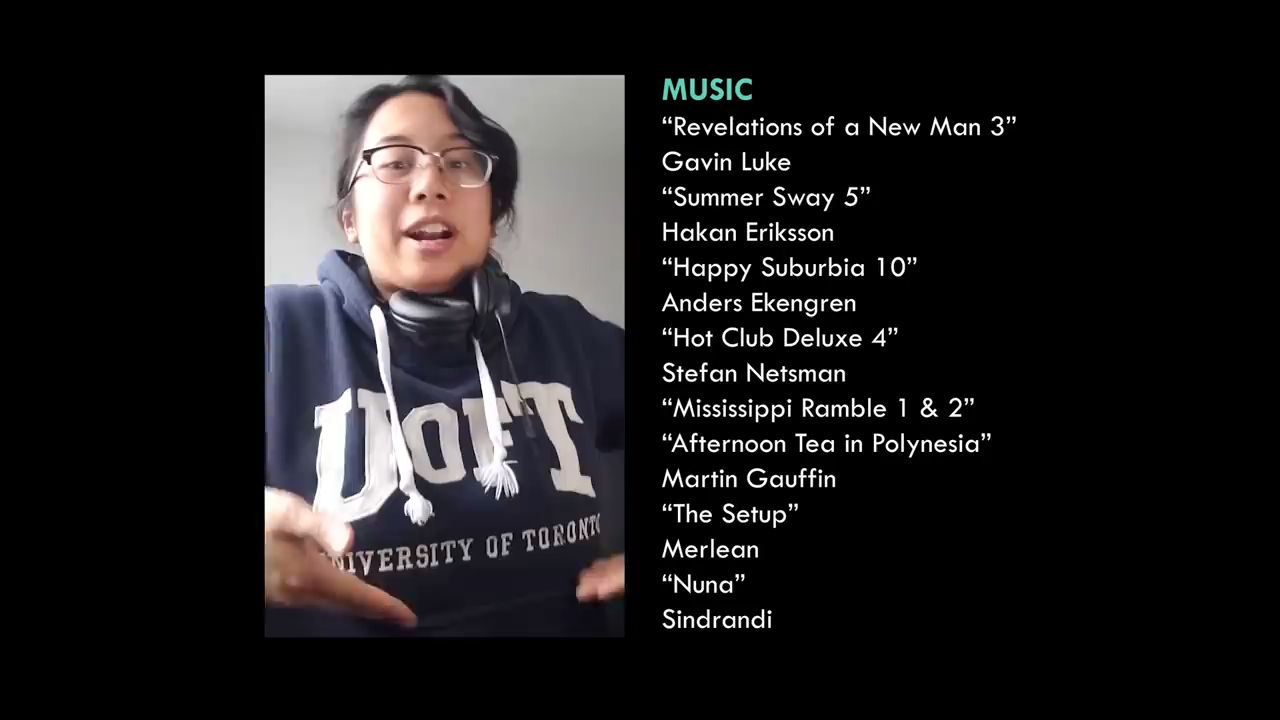 MUSIC
“Revelations of a New Man 3”
Gavin Luke
“Summer Sway 5”
Hakan Eriksson
“Happy Suburbia 10”
Anders Ekengren
“Hot Club Deluxe 4”
Stefan Netsman
“Mississippi Ramble 1 & 2”
“Afternoon Tea in Polynesia”
Martin Gauffin
“The Setup”
Merlean
“Nuna”
Sindrandi
UOFT
UNIVERSITY OF TORONTO